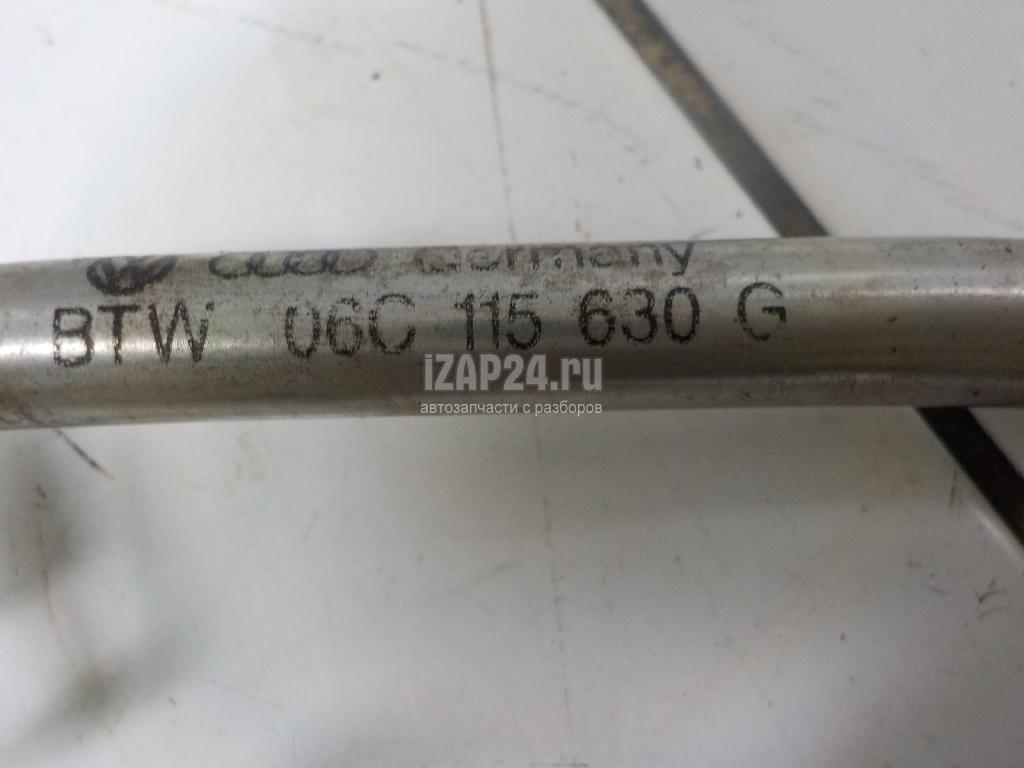 Germany
BTW 06C 115 630 G
iZAP24.ru
автозапчасти с разборов